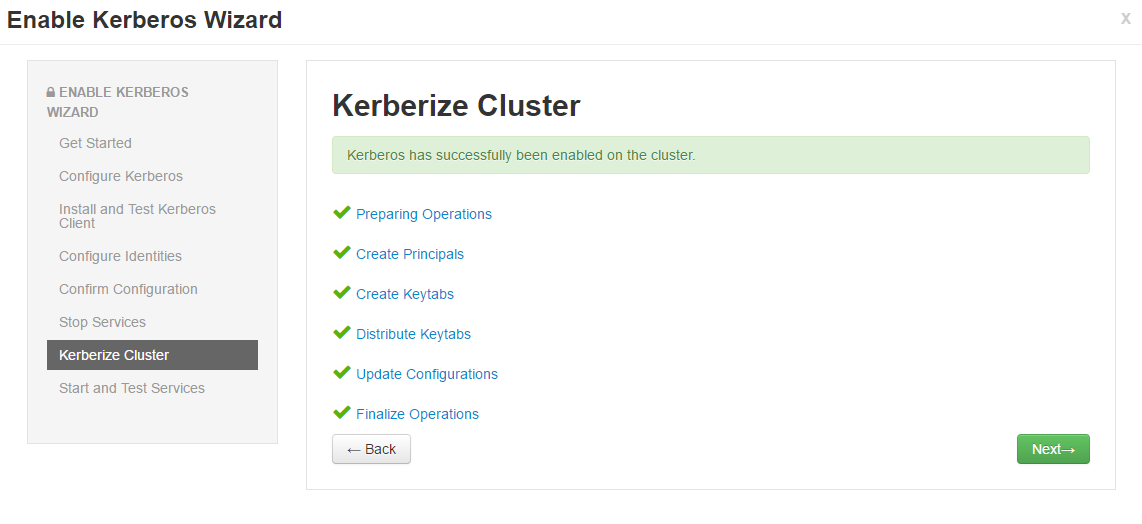 Enable Kerberos Wizard
x
ENABLE KERBEROS
WIZARD
Get Started
Configure Kerberos
Install and Test Kerberos
Client
Configure Identities
Confirm Configuration
Stop Services
Kerberize Cluster
Start and Test Services
Kerberize Cluster
Kerberos has successfully been enabled on the cluster.
Preparing Operations
Create Principals
Create Keytabs
Distribute Keytabs
Update Configurations
Finalize Operations
← Back
Next→